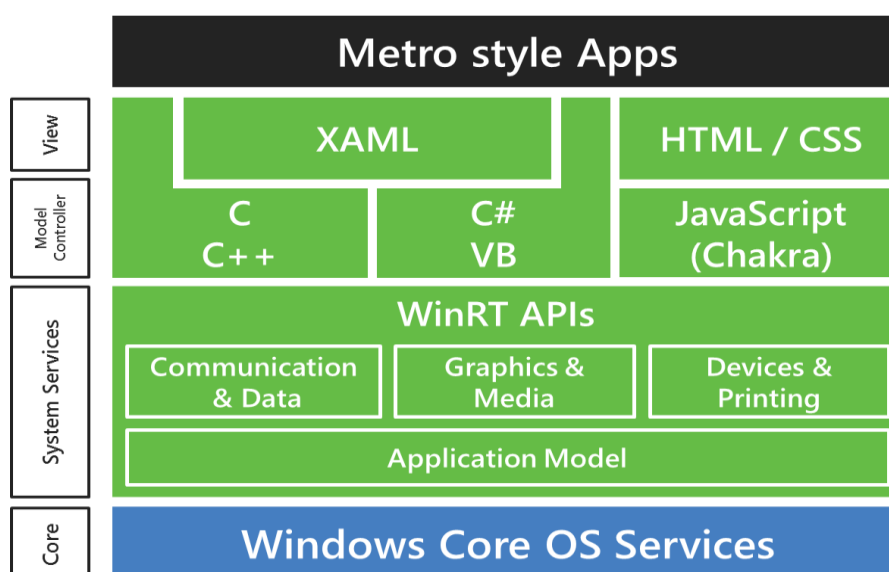 Metro style Apps
View
XAML
HTML / CSS
Model
Controller
C
C++
C#
VB
JavaScript
(Chakra)
System Services
WinRT APIs
Communication
& Data
Graphics &
Media
Devices &
Printing
Application Model
Core
Windows Core OS Services